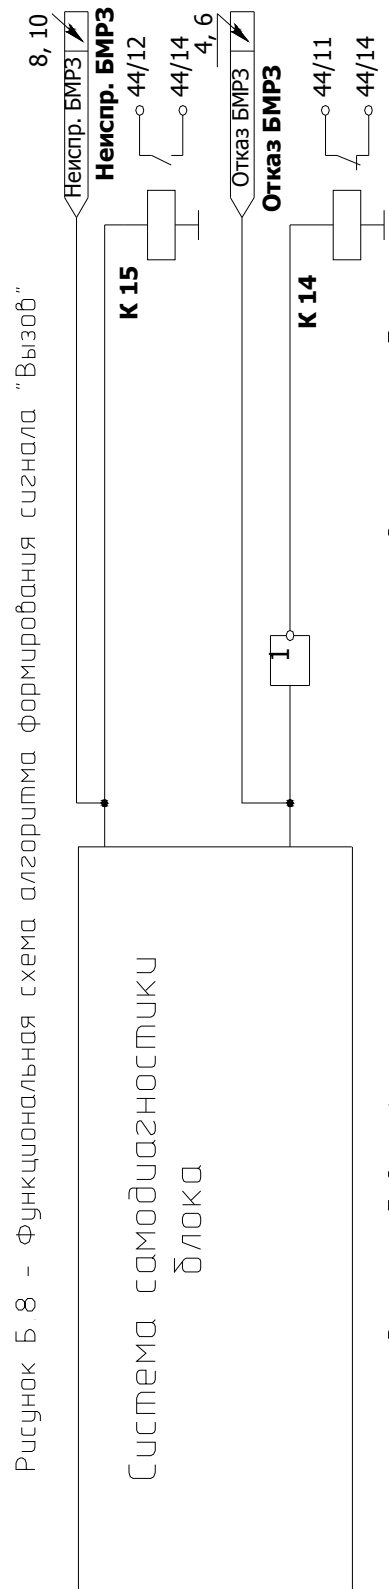 Рисунок Б.8 - Функциональная схема алгоритма формирования сигнала "Вызов"
8, 10
Неиспр. БМРЗ
Неиспр. БМРЗ
44/12
44/14
К 15
4, 6
Отказ БМРЗ
Отказ БМРЗ
44/11
44/14
К 14
1
Система самодиагностики
блока